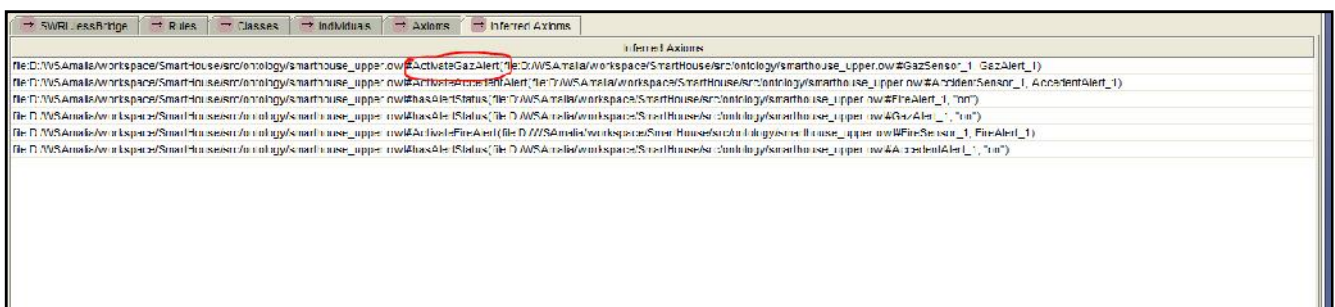 SWRLJessBridge Rules Classes Individuals Axioms Inferred Axioms
Inferred Axioms
file:D:/WSAmalia/workspace/SmartHouse/src/ontology/smarthouse_upper.owl#ActivateGazAlert(file:D:/WSAmalia/workspace/SmartHouse/src/ontology/smarthouse_upper.owl#GazSensor_1, GazAlert_1)
file:D:/WSAmalia/workspace/SmartHouse/src/ontology/smarthouse_upper.owl#ActivateAccedentAlert(file:D:/WSAmalia/workspace/SmartHouse/src/ontology/smarthouse_upper.owl#AccidentSensor_1, AccedentAlert_1)
file:D:/WSAmalia/workspace/SmartHouse/src/ontology/smarthouse_upper.owl#hasAlertStatus(file:D:/WSAmalia/workspace/SmartHouse/src/ontology/smarthouse_upper.owl#FireAlert_1, "on")
file:D:/WSAmalia/workspace/SmartHouse/src/ontology/smarthouse_upper.owl#hasAlertStatus(file:D:/WSAmalia/workspace/SmartHouse/src/ontology/smarthouse_upper.owl#GazAlert_1, "on")
file:D:/WSAmalia/workspace/SmartHouse/src/ontology/smarthouse_upper.owl#ActivateFireAlert(file:D:/WSAmalia/workspace/SmartHouse/src/ontology/smarthouse_upper.owl#FireSensor_1, FireAlert_1)
file:D:/WSAmalia/workspace/SmartHouse/src/ontology/smarthouse_upper.owl#hasAlertStatus(file:D:/WSAmalia/workspace/SmartHouse/src/ontology/smarthouse_upper.owl#AccedentAlert_1, "on")